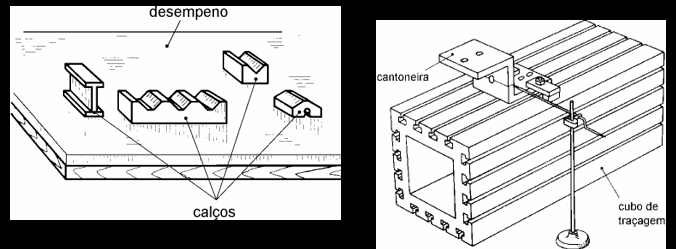 desempeno
calços
cantoneira
cubo de
traçagem